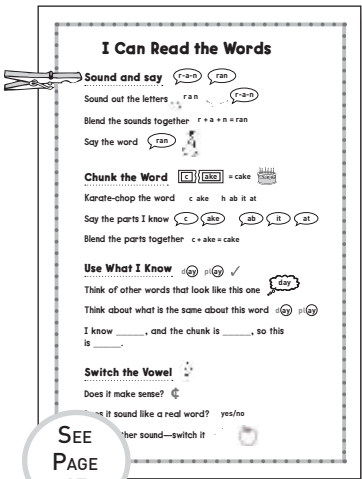 I Can Read the Words
Sound and say r-a-n ran
Sound out the letters r a n r-a-n
Blend the sounds together r + a + n = ran
Say the word ran
Chunk the Word c ake = cake
Karate-chop the word c ake h ab it at
Say the parts I know c ake ab it at
Blend the parts together c + ake = cake
Use What I Know day play ✓
Think of other words that look like this one day
Think about what is the same about this word day play
I know _____, and the chunk is _____, so this
is _____.
Switch the Vowel
Does it make sense? ¢
it sound like a real word? yes/no
sound—switch it
SEE
PAGE